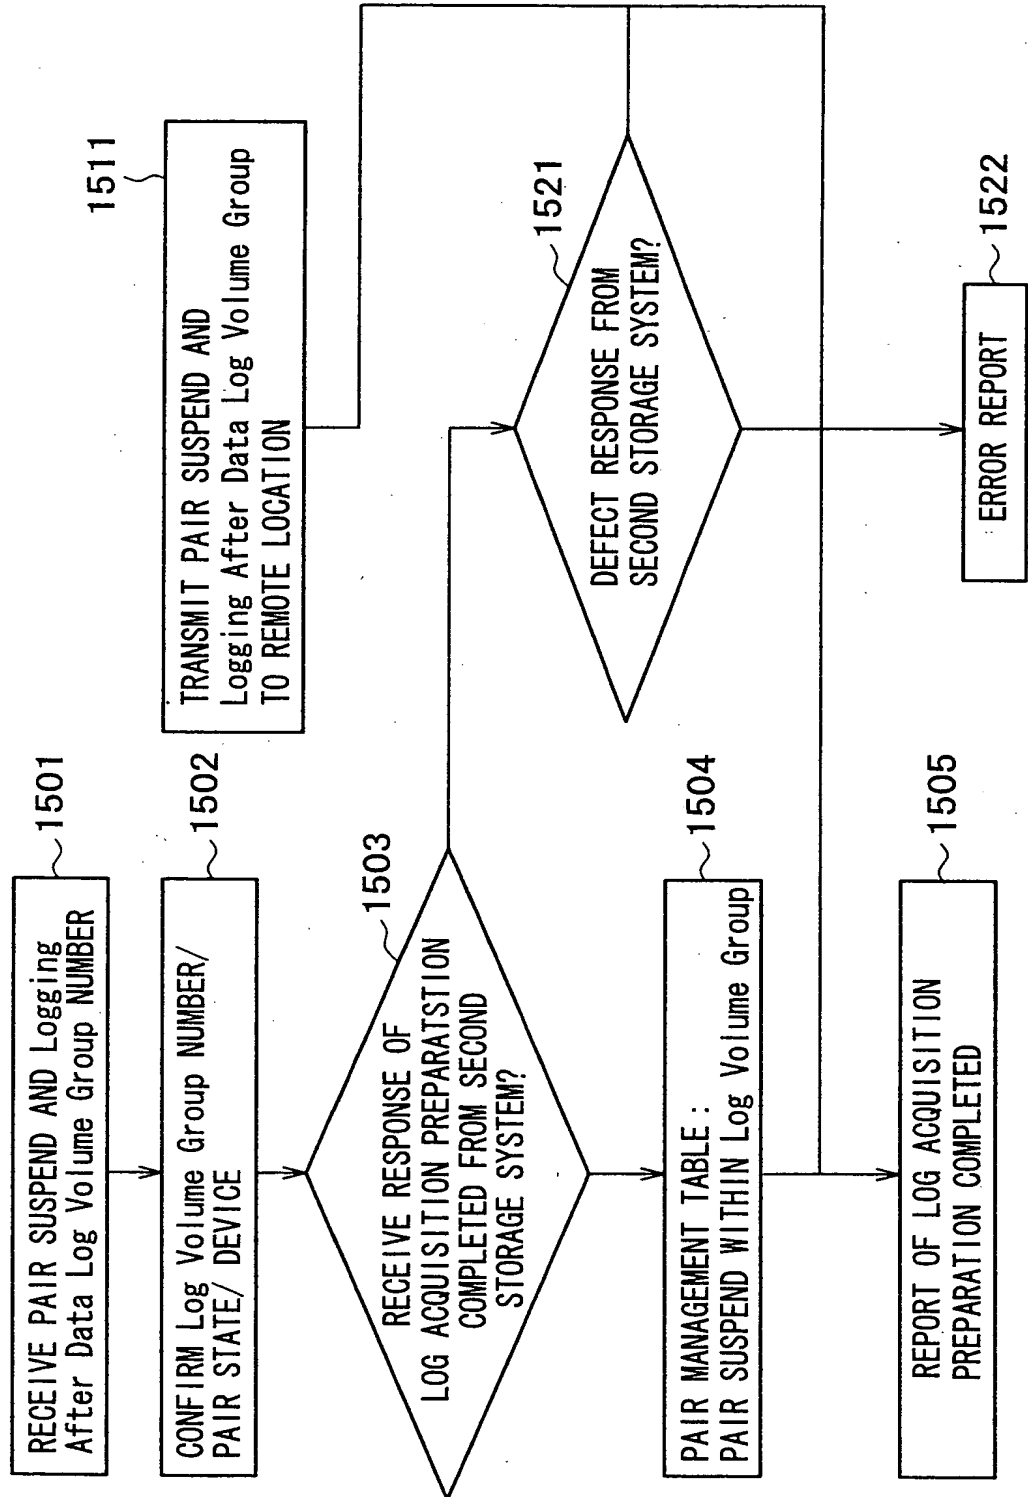 RECEIVE PAIR SUSPEND AND Logging
After Data Log Volume Group NUMBER
1501
CONFIRM Log Volume Group NUMBER/
PAIR STATE/ DEVICE
1502
RECEIVE RESPONSE OF
LOG ACQUISITION PREPARATSTION
COMPLETED FROM SECOND
STORAGE SYSTEM?
1503
PAIR MANAGEMENT TABLE:
PAIR SUSPEND WITHIN Log Volume Group
1504
REPORT OF LOG ACQUISITION
PREPARATION COMPLETED
1505
TRANSMIT PAIR SUSPEND AND
Logging After Data Log Volume Group
TO REMOTE LOCATION
1511
DEFECT RESPONSE FROM
SECOND STORAGE SYSTEM?
1521
ERROR REPORT
1522